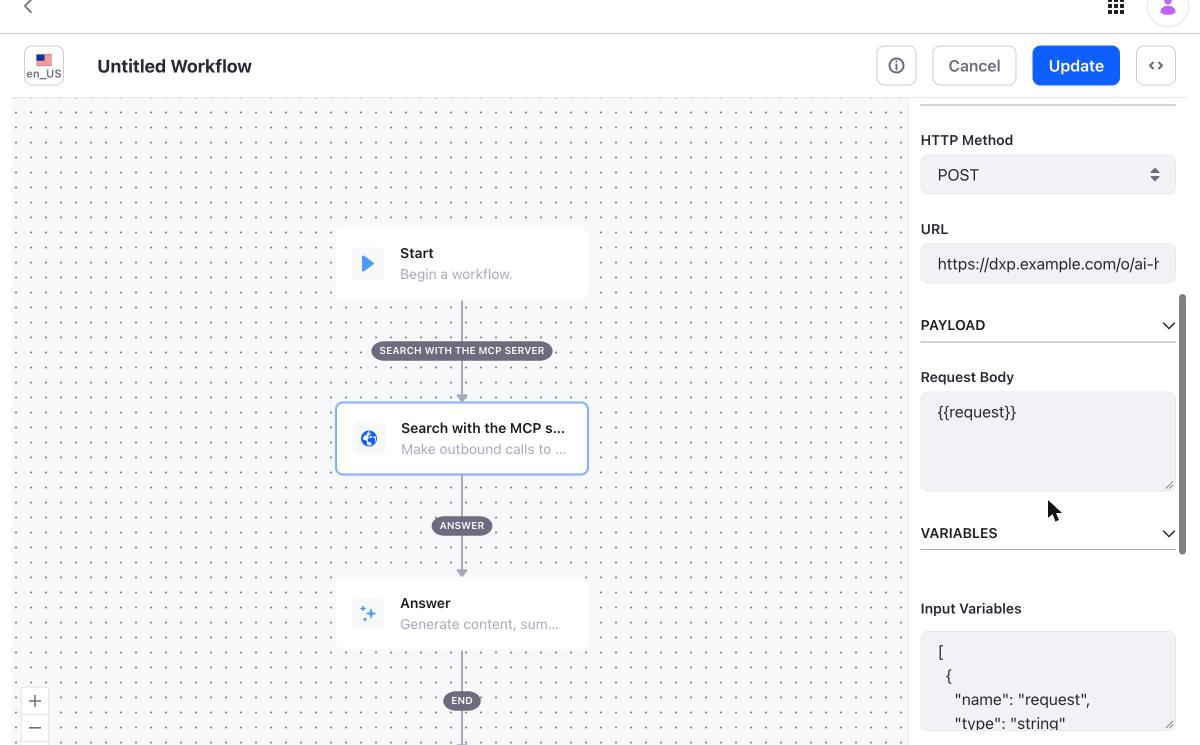 en_US
Untitled Workflow
Cancel
Update
HTTP Method
POST
URL
https://dxp.example.com/o/ai-h
PAYLOAD
Request Body
{{request}}
VARIABLES
Input Variables
[
{
"name": "request",
"type": "string"
Start
Begin a workflow.
SEARCH WITH THE MCP SERVER
Search with the MCP s...
Make outbound calls to ...
ANSWER
Answer
Generate content, sum...
END